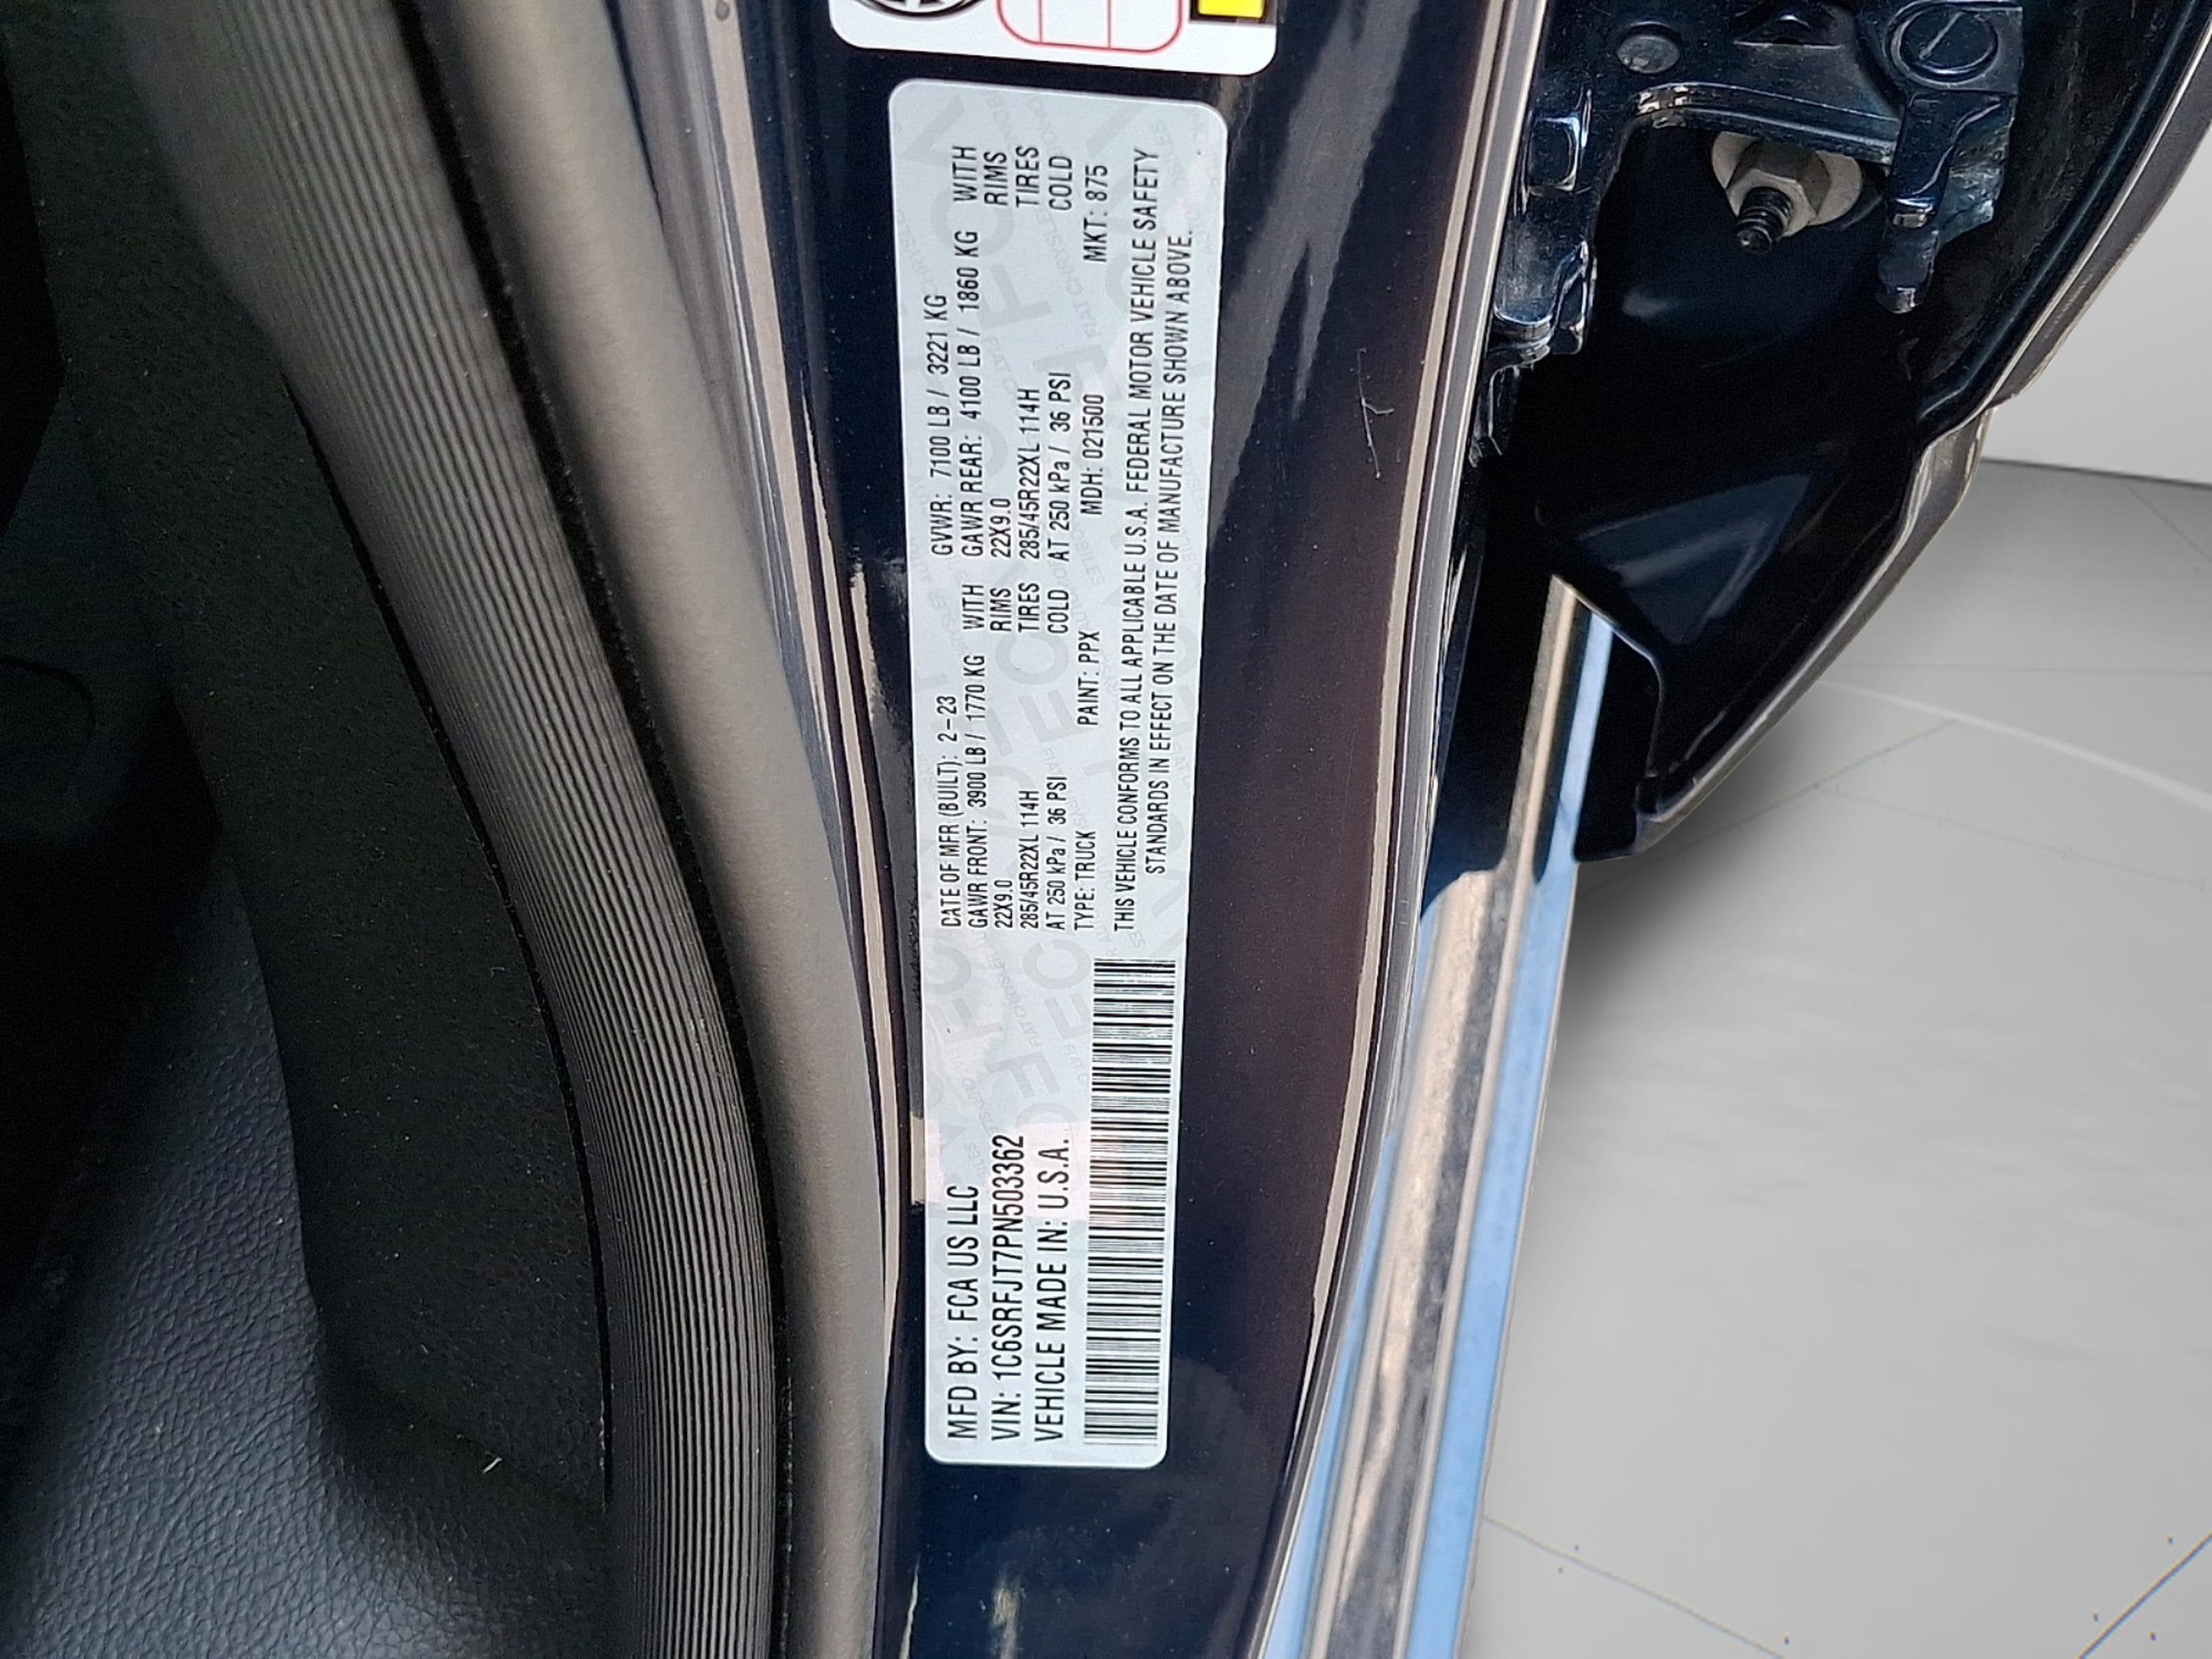 MFD BY: FCA US LLC
VIN: 1C6SRFJT7PN503362
VEHICLE MADE IN: U.S.A.
DATE OF MFR (BUILT): 2-23 GVWR: 7100 LB / 3221 KG
GAWR FRONT: 3900 LB / 1770 KG WITH GAWR REAR: 4100 LB / 1860 KG WITH
22X9.0 RIMS 22X9.0 RIMS
285/45R22XL 114H TIRES 285/45R22XL 114H TIRES
AT 250 kPa / 36 PSI COLD AT 250 kPa / 36 PSI COLD
TYPE: TRUCK PAINT: PPX MDH: 021500 MKT: 875
THIS VEHICLE CONFORMS TO ALL APPLICABLE U.S.A. FEDERAL MOTOR VEHICLE SAFETY
STANDARDS IN EFFECT ON THE DATE OF MANUFACTURE SHOWN ABOVE.